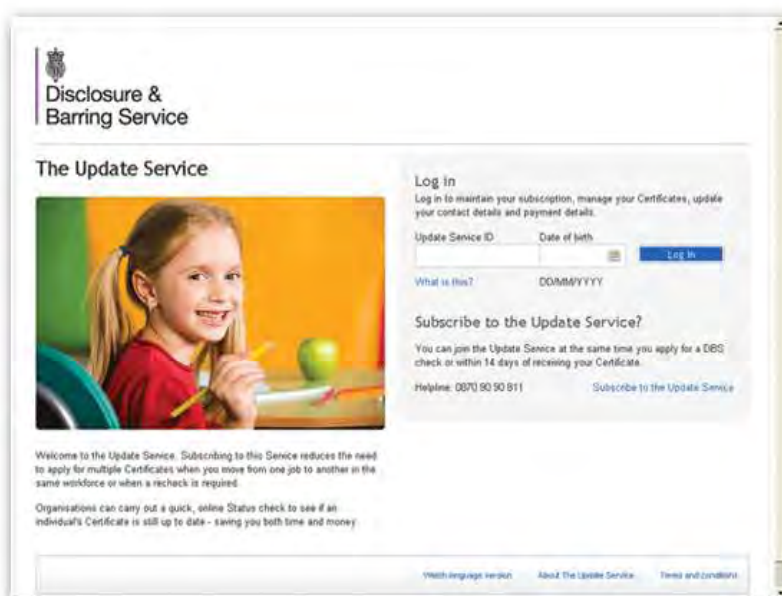 Disclosure &
Barring Service
The Update Service
Log in
Log in to maintain your subscription, manage your Certificates, update
your contact details and payment details.
Update Service ID
Date of birth
Log In
What is this?
DD/MM/YYYY
Subscribe to the Update Service?
You can join the Update Service at the same time you apply for a DBS
check or within 14 days of receiving your Certificate.
Helpline: 0870 90 90 811
Subscribe to the Update Service
Welcome to the Update Service. Subscribing to this Service reduces the need
to apply for multiple Certificates when you move from one job to another in the
same workforce or when a recheck is required.
Organisations can carry out a quick, online Status check to see if an
individual's Certificate is still up to date - saving you both time and money
Welsh language version
About The Update Service
Terms and conditions